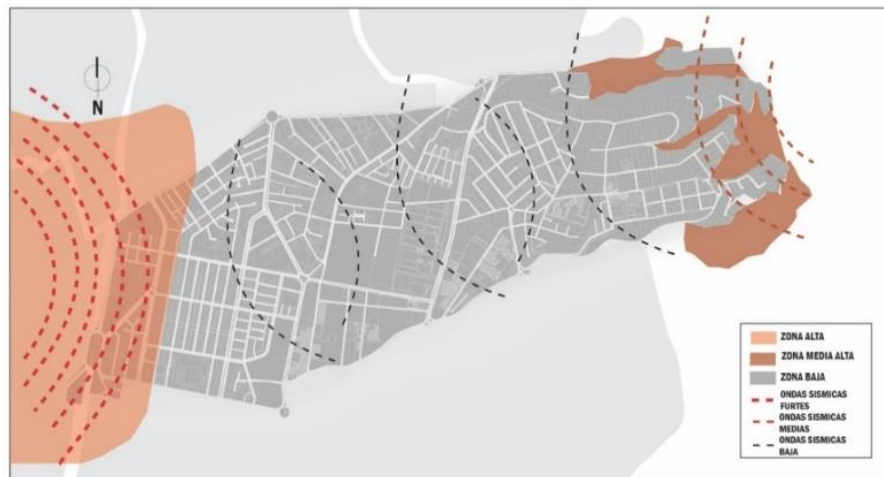 N
ZONA ALTA
ZONA MEDIA ALTA
ZONA BAJA
ONDAS SISMICAS
FURTES
ONDAS SISMICAS
MEDIAS
ONDAS SISMICAS
BAJA